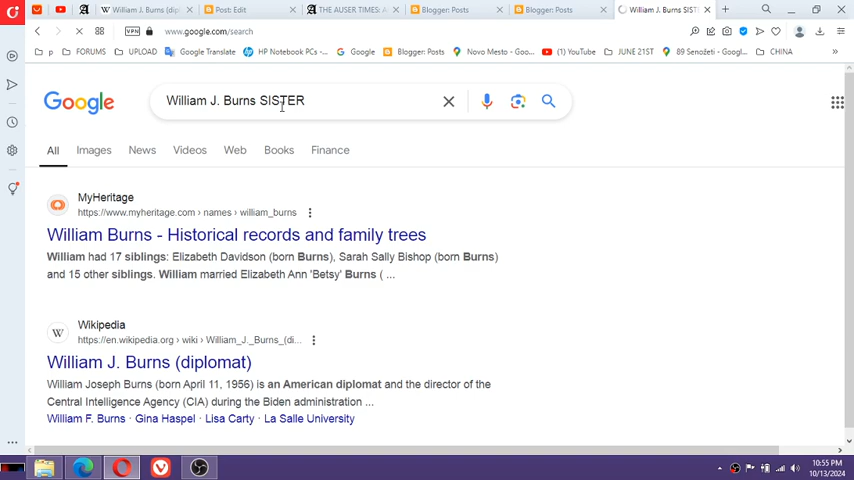 William J. Burns (dip
Post: Edit
THE AUSER TIMES: A
Blogger: Posts
Blogger: Posts
William J. Burns SIST
VPN
www.google.com/search
p
FORUMS
UPLOAD
Google Translate
HP Notebook PCs -...
Google
Blogger: Posts
Novo Mesto - Goo...
(1) YouTube
JUNE 21ST
89 Senožeti - Googl...
CHINA
Google
William J. Burns SISTER
All
Images
News
Videos
Web
Books
Finance
MyHeritage
https://www.myheritage.com › names › william_burns
William Burns - Historical records and family trees
William had 17 siblings: Elizabeth Davidson (born Burns), Sarah Sally Bishop (born Burns)
and 15 other siblings. William married Elizabeth Ann 'Betsy' Burns ( ...
W
Wikipedia
https://en.wikipedia.org › wiki › William_J._Burns_(di...
William J. Burns (diplomat)
William Joseph Burns (born April 11, 1956) is an American diplomat and the director of the
Central Intelligence Agency (CIA) during the Biden administration ...
William F. Burns · Gina Haspel · Lisa Carty · La Salle University
10:55 PM
10/13/2024